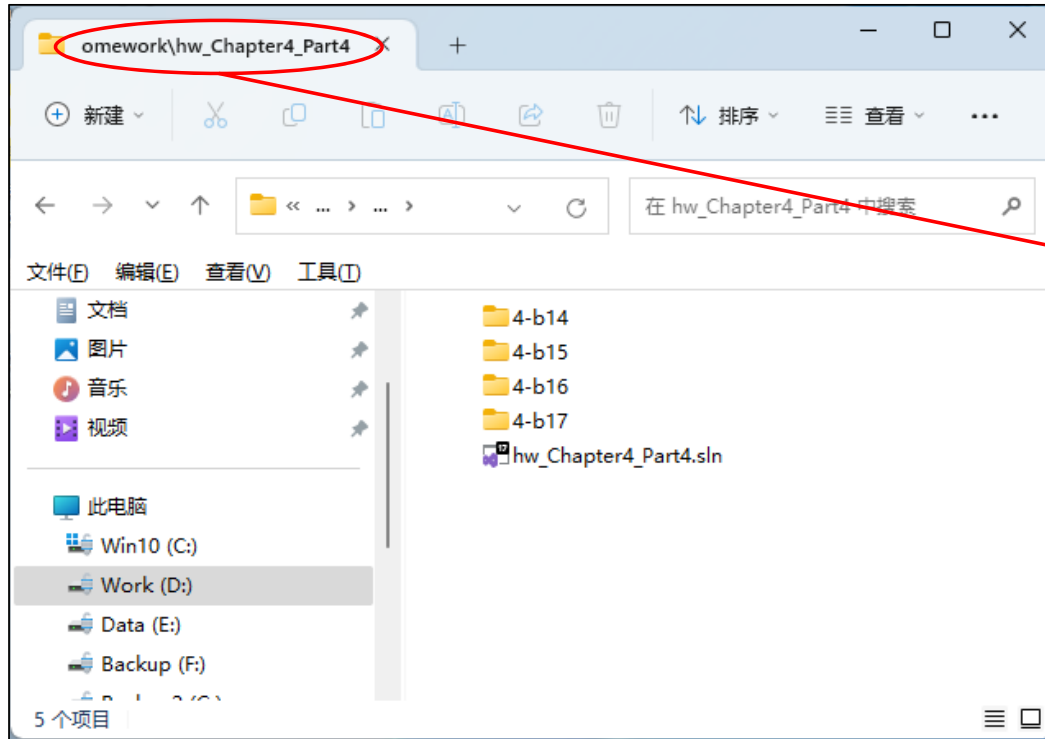 omework\hw_Chapter4_Part4
新建 排序 查看
« ... › ... › 在 hw_Chapter4_Part4 中搜索
文件(F) 编辑(E) 查看(V) 工具(T)
文档
图片
音乐
视频
此电脑
Win10 (C:)
Work (D:)
Data (E:)
Backup (F:)
4-b14
4-b15
4-b16
4-b17
hw_Chapter4_Part4.sln
5 个项目